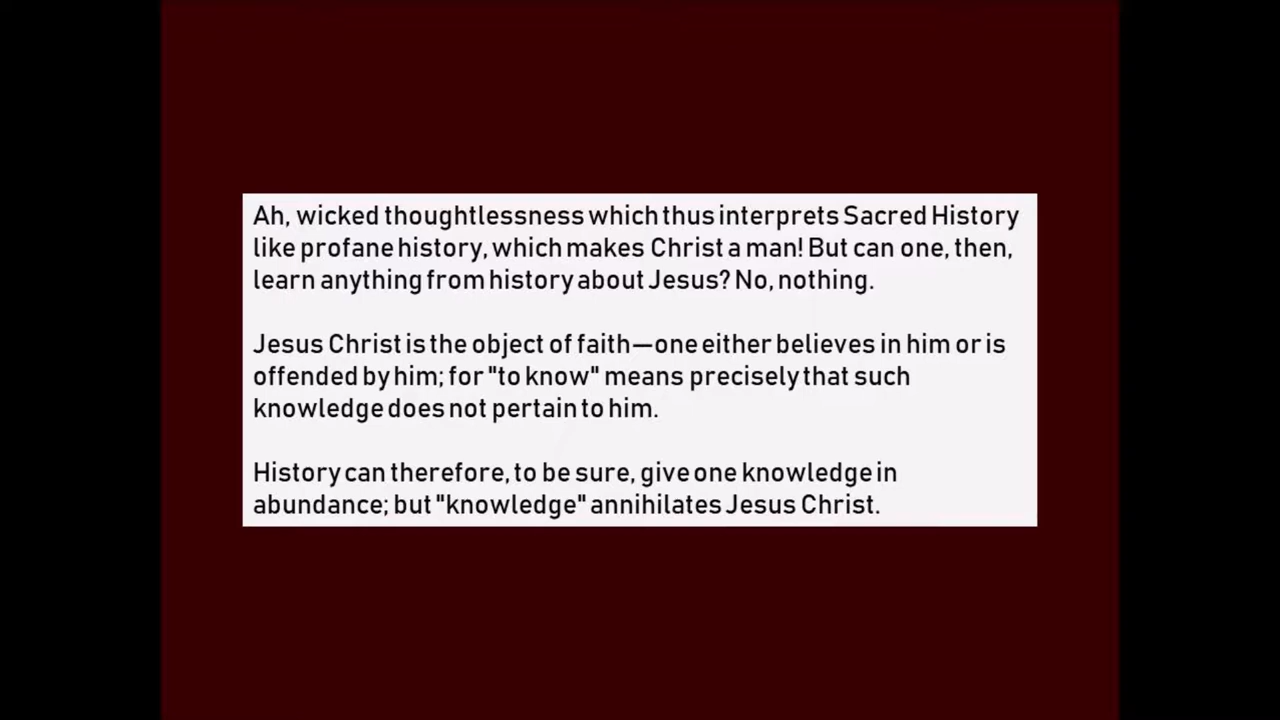 Ah, wicked thoughtlessness which thus interprets Sacred History
like profane history, which makes Christ a man! But can one, then,
learn anything from history about Jesus? No, nothing.
Jesus Christ is the object of faith—one either believes in him or is
offended by him; for "to know" means precisely that such
knowledge does not pertain to him.
History can therefore, to be sure, give one knowledge in
abundance; but "knowledge" annihilates Jesus Christ.